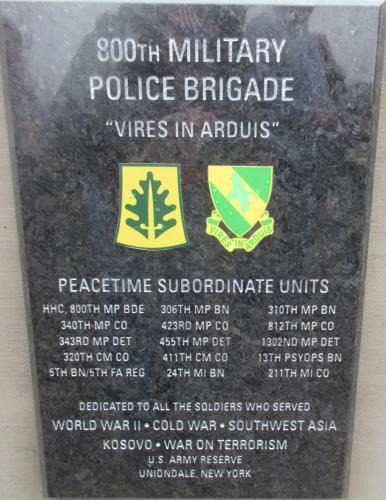 800TH MILITARY
POLICE BRIGADE
"VIRES IN ARDUIS"
VIRES IN ARDUIS
PEACETIME SUBORDINATE UNITS
HHC, 800TH MP BDE 306TH MP BN 310TH MP BN
340TH MP CO 423RD MP CO 812TH MP CO
343RD MP DET 455TH MP DET 1302ND MP DET
320TH CM CO 411TH CM CO 13TH PSYOPS BN
5TH BN/5TH FA REG 24TH MI BN 211TH MI CO
DEDICATED TO ALL THE SOLDIERS WHO SERVED
WORLD WAR II • COLD WAR • SOUTHWEST ASIA
KOSOVO • WAR ON TERRORISM
U.S. ARMY RESERVE
UNIONDALE, NEW YORK